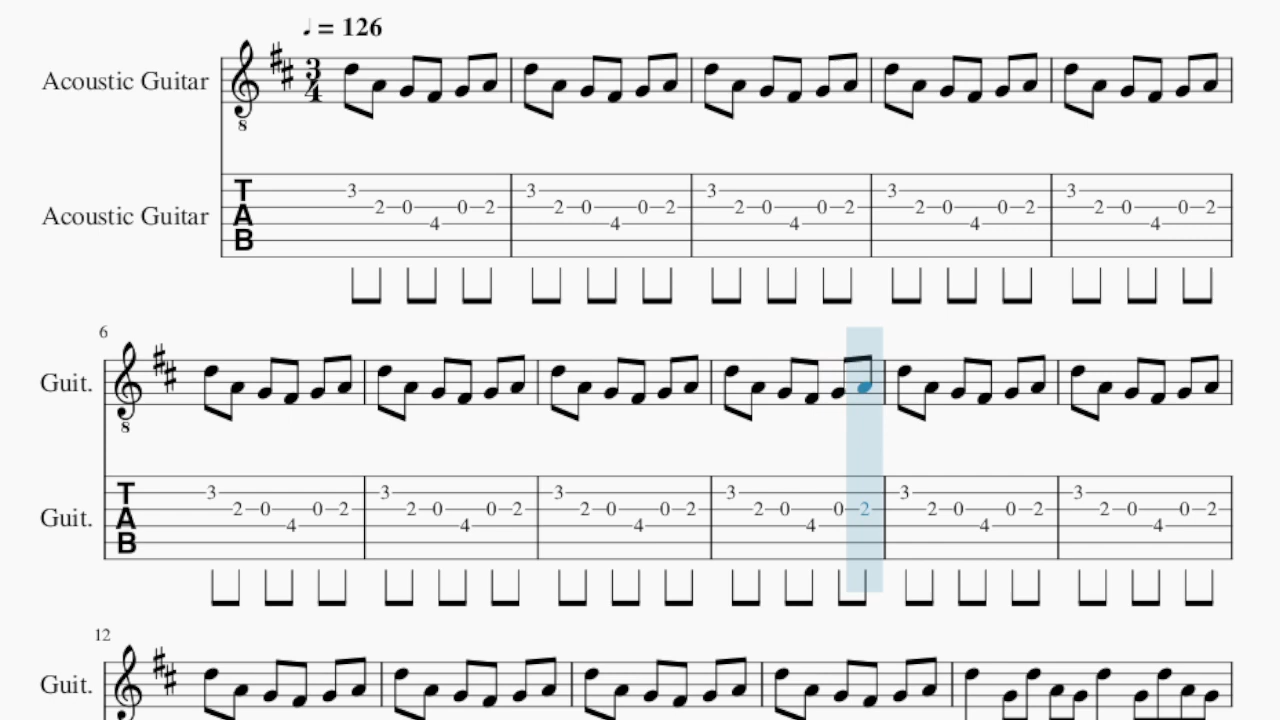 ♩ = 126
Acoustic Guitar
3
4
8
Acoustic Guitar
T
A
B
3 2 0 4 0 2 3 2 0 4 0 2 3 2 0 4 0 2 3 2 0 4 0 2 3 2 0 4 0 2
6
Guit.
8
Guit.
T
A
B
3 2 0 4 0 2 3 2 0 4 0 2 3 2 0 4 0 2 3 2 0 4 0 2 3 2 0 4 0 2 3 2 0 4 0 2
12
Guit.